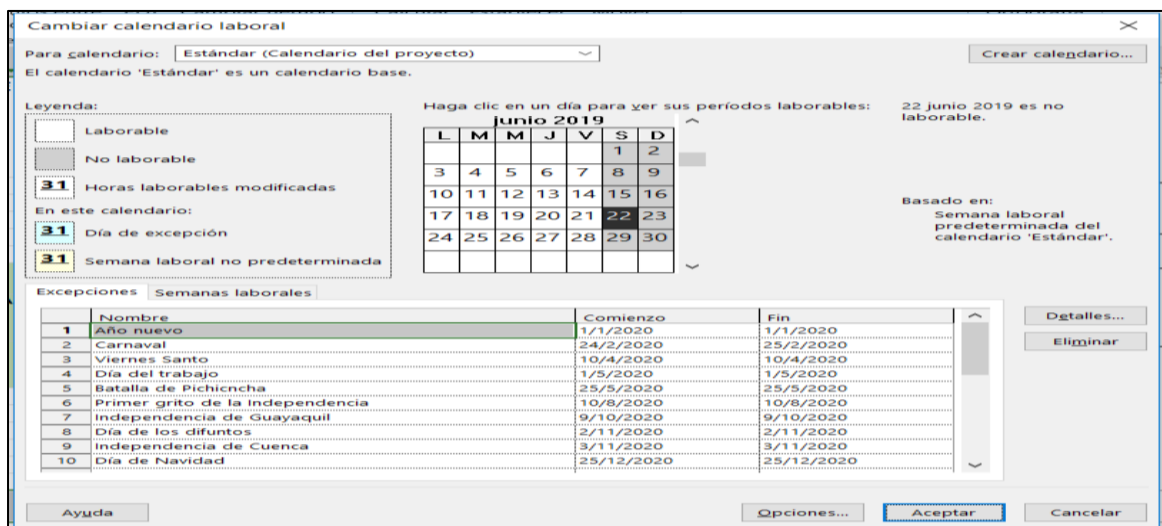 Cambiar calendario laboral
Para calendario: Estándar (Calendario del proyecto) Crear calendario...
El calendario 'Estándar' es un calendario base.
Leyenda:
Laborable
No laborable
31 Horas laborables modificadas
En este calendario:
31 Día de excepción
31 Semana laboral no predeterminada
Haga clic en un día para ver sus períodos laborables:
junio 2019
L M M J V S D
1 2
3 4 5 6 7 8 9
10 11 12 13 14 15 16
17 18 19 20 21 22 23
24 25 26 27 28 29 30
22 junio 2019 es no
laborable.
Basado en:
Semana laboral
predeterminada del
calendario 'Estándar'.
Excepciones Semanas laborales
Nombre Comienzo Fin
1 Año nuevo 1/1/2020 1/1/2020
2 Carnaval 24/2/2020 25/2/2020
3 Viernes Santo 10/4/2020 10/4/2020
4 Día del trabajo 1/5/2020 1/5/2020
5 Batalla de Pichicncha 25/5/2020 25/5/2020
6 Primer grito de la Independencia 10/8/2020 10/8/2020
7 Independencia de Guayaquil 9/10/2020 9/10/2020
8 Día de los difuntos 2/11/2020 2/11/2020
9 Independencia de Cuenca 3/11/2020 3/11/2020
10 Día de Navidad 25/12/2020 25/12/2020
Detalles...
Eliminar
Ayuda Opciones... Aceptar Cancelar